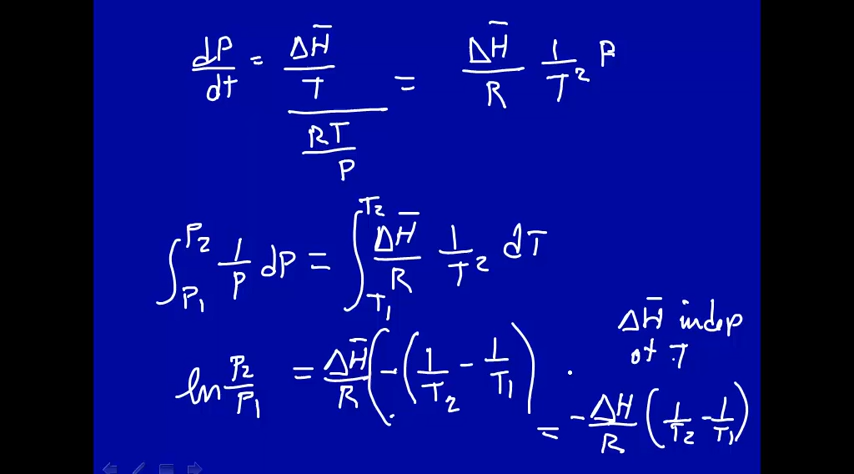 dP/dt = (ΔH̄/T)/(RT/P) = ΔH̄/R 1/T² P
∫_{P₁}^{P₂} 1/P dP = ∫_{T₁}^{T₂} ΔH̄/R 1/T² dT
ΔH̄ indep
of T
ln P₂/P₁ = ΔH̄/R (-(1/T₂ - 1/T₁)
= -ΔH/R (1/T₂ - 1/T₁)